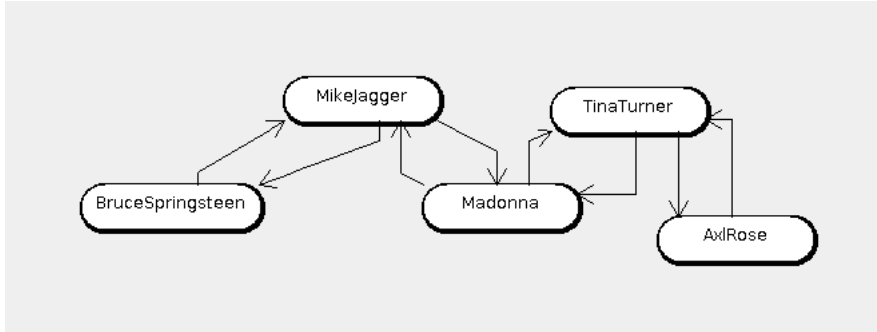 MikeJagger
TinaTurner
BruceSpringsteen
Madonna
AxlRose